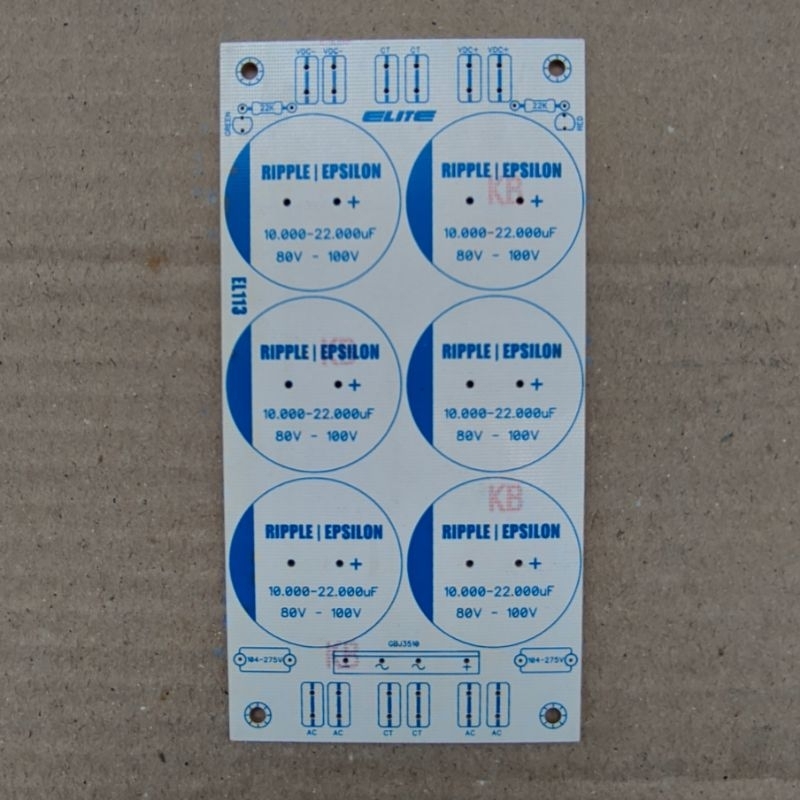 VDC- VDC- CT CT VDC+ VDC+
22K 22K
GREEN RED
ELITE
RIPPLE | EPSILON RIPPLE | EPSILON
KB
+ +
10.000-22.000uF 10.000-22.000uF
80V - 100V 80V - 100V
EL113
KB
RIPPLE | EPSILON RIPPLE | EPSILON
+ +
10.000-22.000uF 10.000-22.000uF
80V - 100V 80V - 100V
KB
RIPPLE | EPSILON RIPPLE | EPSILON
+ +
10.000-22.000uF 10.000-22.000uF
80V - 100V 80V - 100V
GBJ3510
KB
104-275V - ~ ~ + 104-275V
AC AC CT CT AC AC